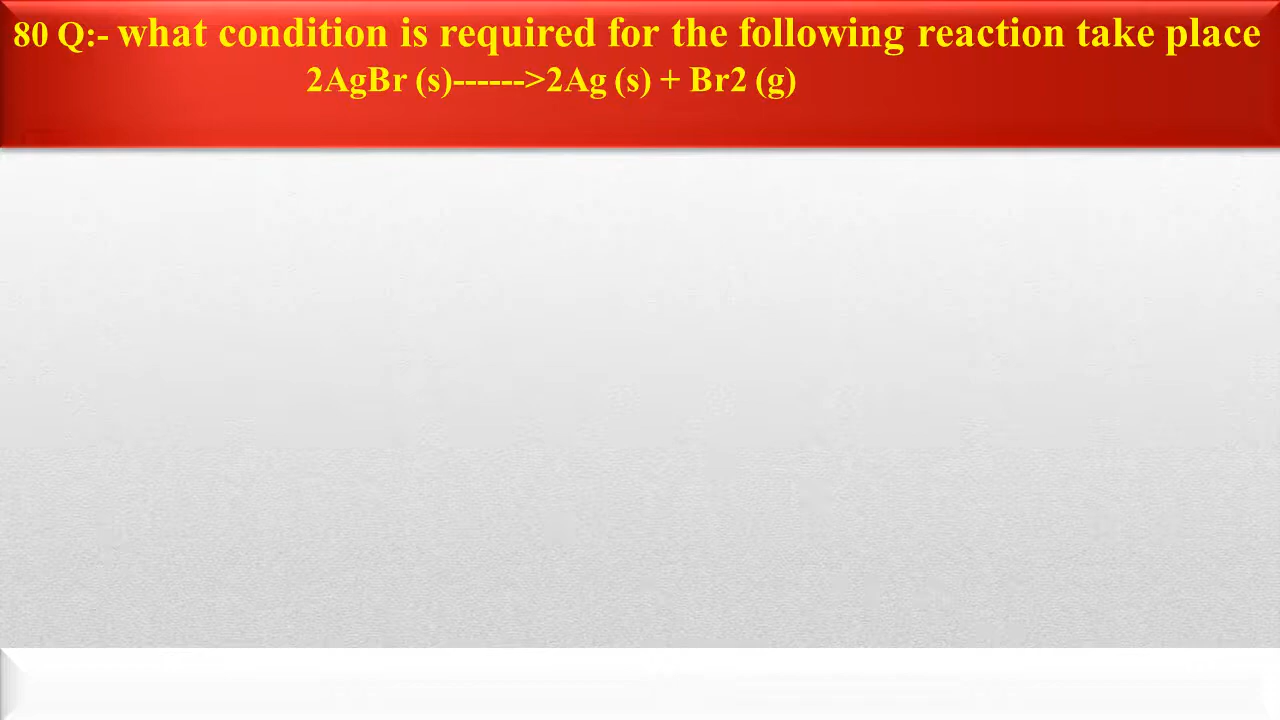 80 Q:- what condition is required for the following reaction take place
2AgBr (s)------>2Ag (s) + Br2 (g)